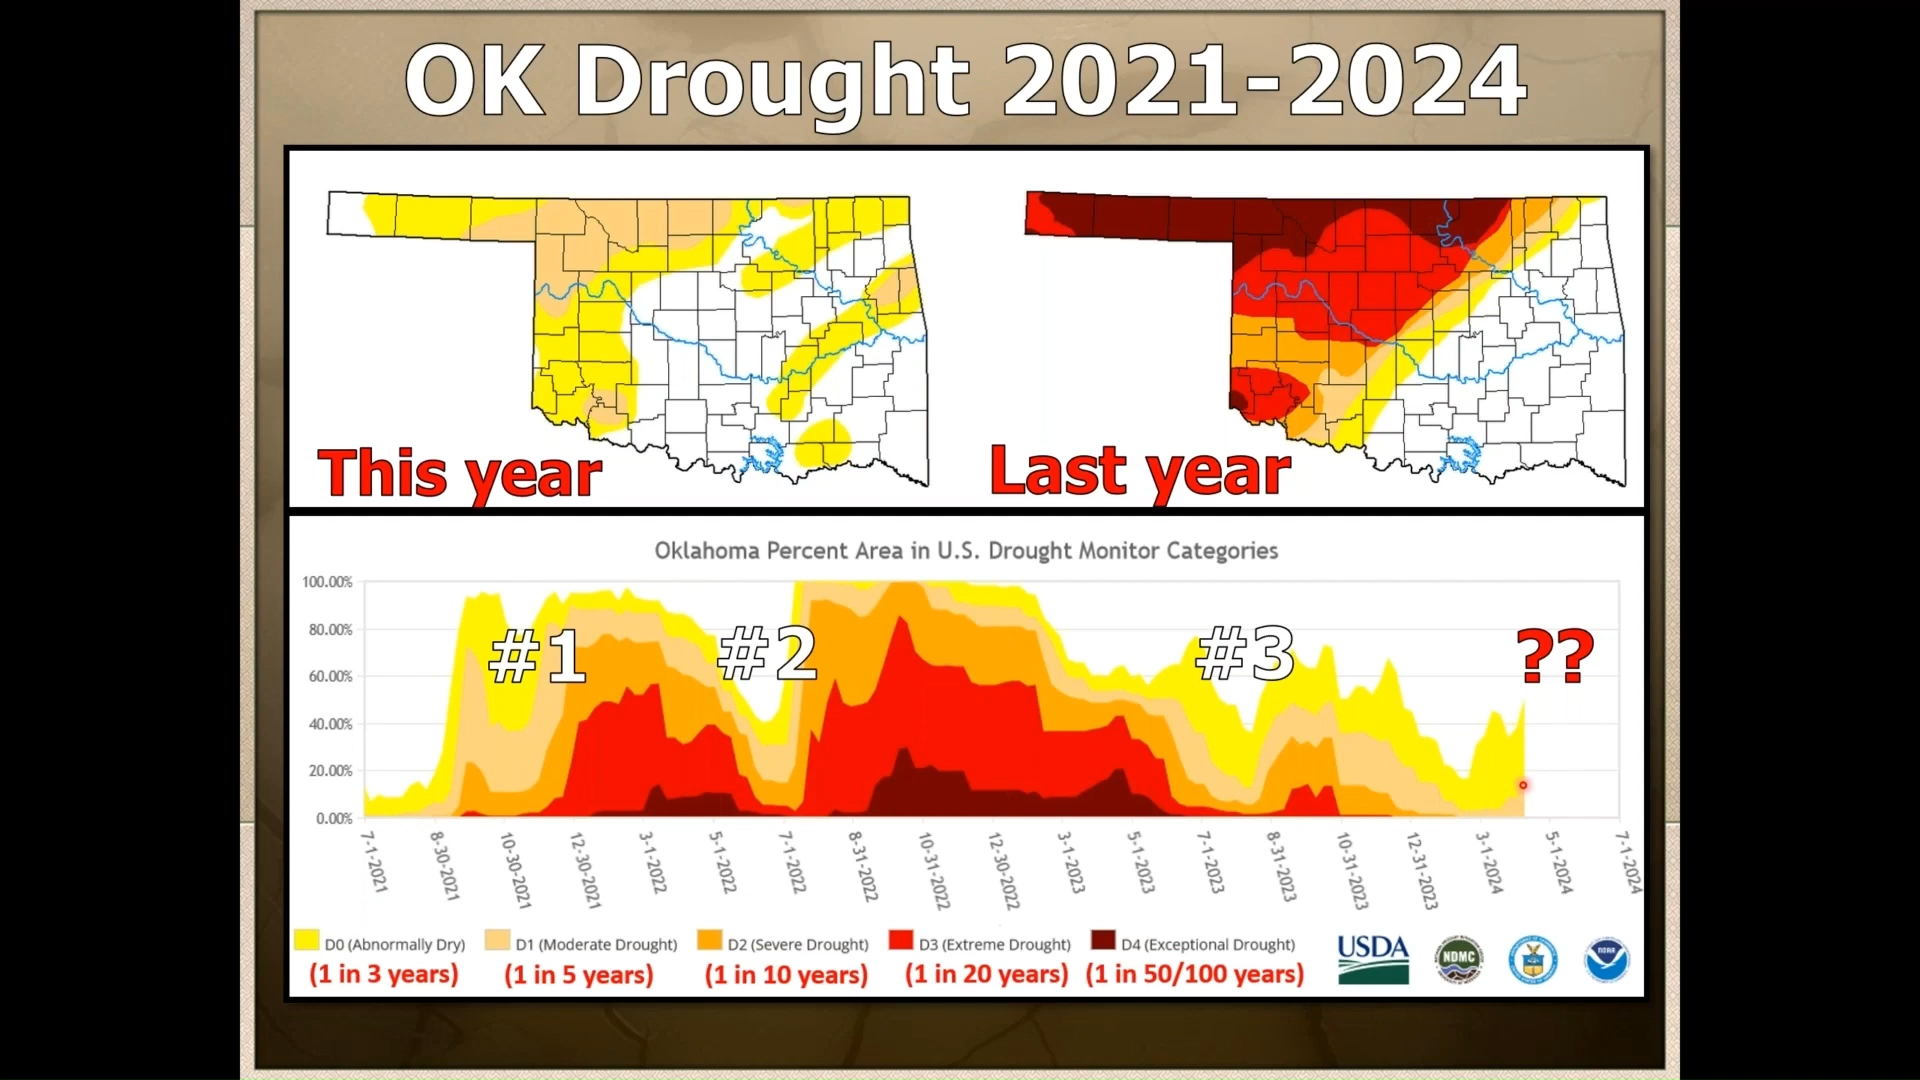 OK Drought 2021-2024
This year
Last year
Oklahoma Percent Area in U.S. Drought Monitor Categories
100.00%
80.00%
60.00%
40.00%
20.00%
0.00%
#1
#2
#3
??
7-1-2021
8-30-2021
10-30-2021
12-30-2021
3-1-2022
5-1-2022
7-1-2022
8-31-2022
10-31-2022
12-30-2022
3-1-2023
5-1-2023
7-1-2023
8-31-2023
10-31-2023
12-31-2023
3-1-2024
5-1-2024
7-1-2024
D0 (Abnormally Dry)
D1 (Moderate Drought)
D2 (Severe Drought)
D3 (Extreme Drought)
D4 (Exceptional Drought)
(1 in 3 years)
(1 in 5 years)
(1 in 10 years)
(1 in 20 years)
(1 in 50/100 years)
USDA
NDMC
NOAA